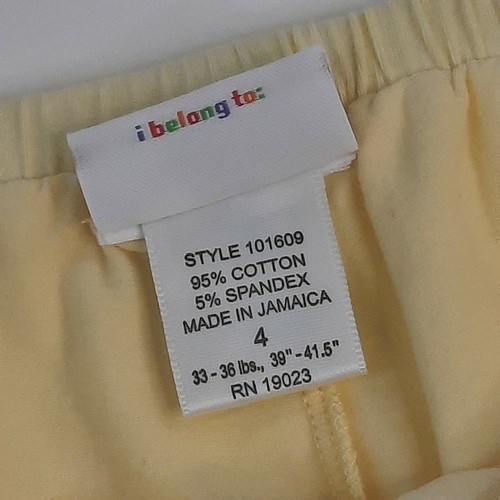 i belong to:
STYLE 101609
95% COTTON
5% SPANDEX
MADE IN JAMAICA
4
33 - 36 lbs., 39" - 41.5"
RN 19023